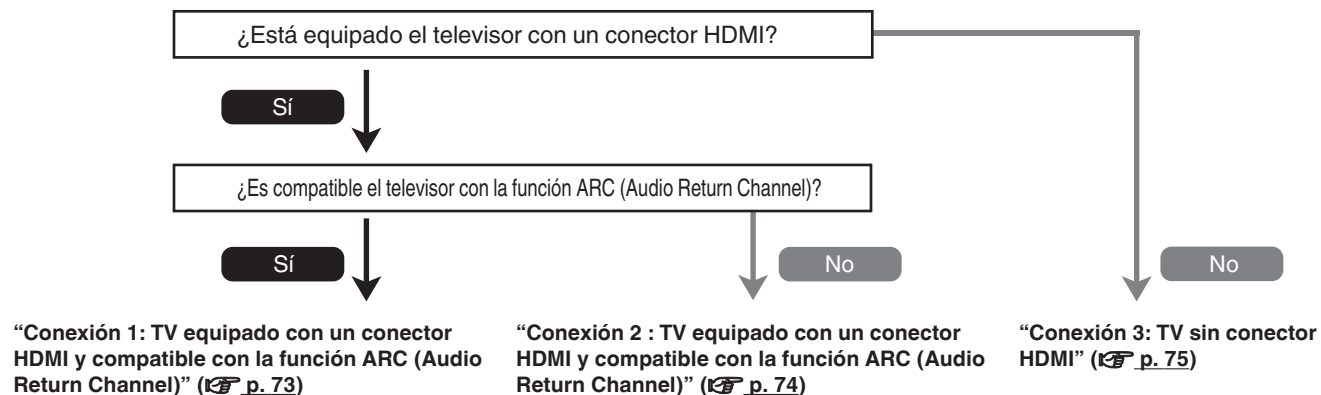 ¿Está equipado el televisor con un conector HDMI?
Sí
¿Es compatible el televisor con la función ARC (Audio Return Channel)?
Sí
No
No
“Conexión 1: TV equipado con un conector
HDMI y compatible con la función ARC (Audio
Return Channel)” (☞ p. 73)
“Conexión 2 : TV equipado con un conector
HDMI y compatible con la función ARC (Audio
Return Channel)” (☞ p. 74)
“Conexión 3: TV sin conector
HDMI” (☞ p. 75)